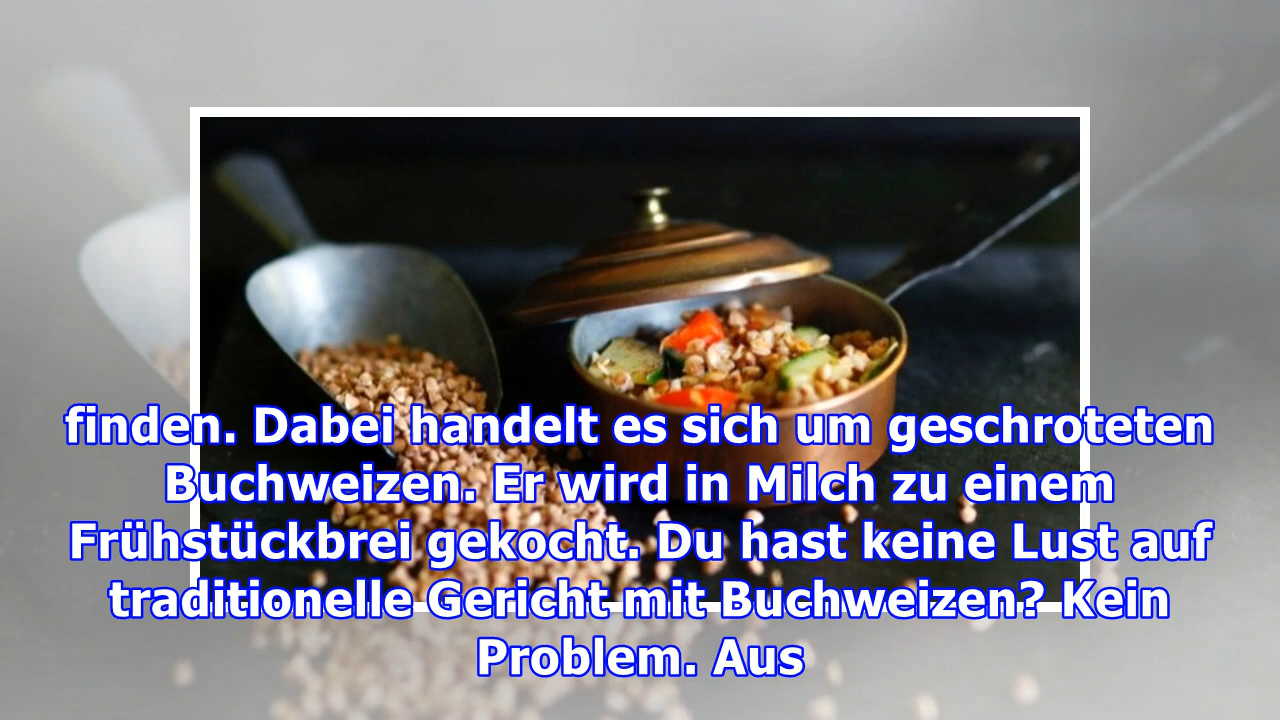 finden. Dabei handelt es sich um geschroteten
Buchweizen. Er wird in Milch zu einem
Frühstückbrei gekocht. Du hast keine Lust auf
traditionelle Gericht mit Buchweizen? Kein
Problem. Aus